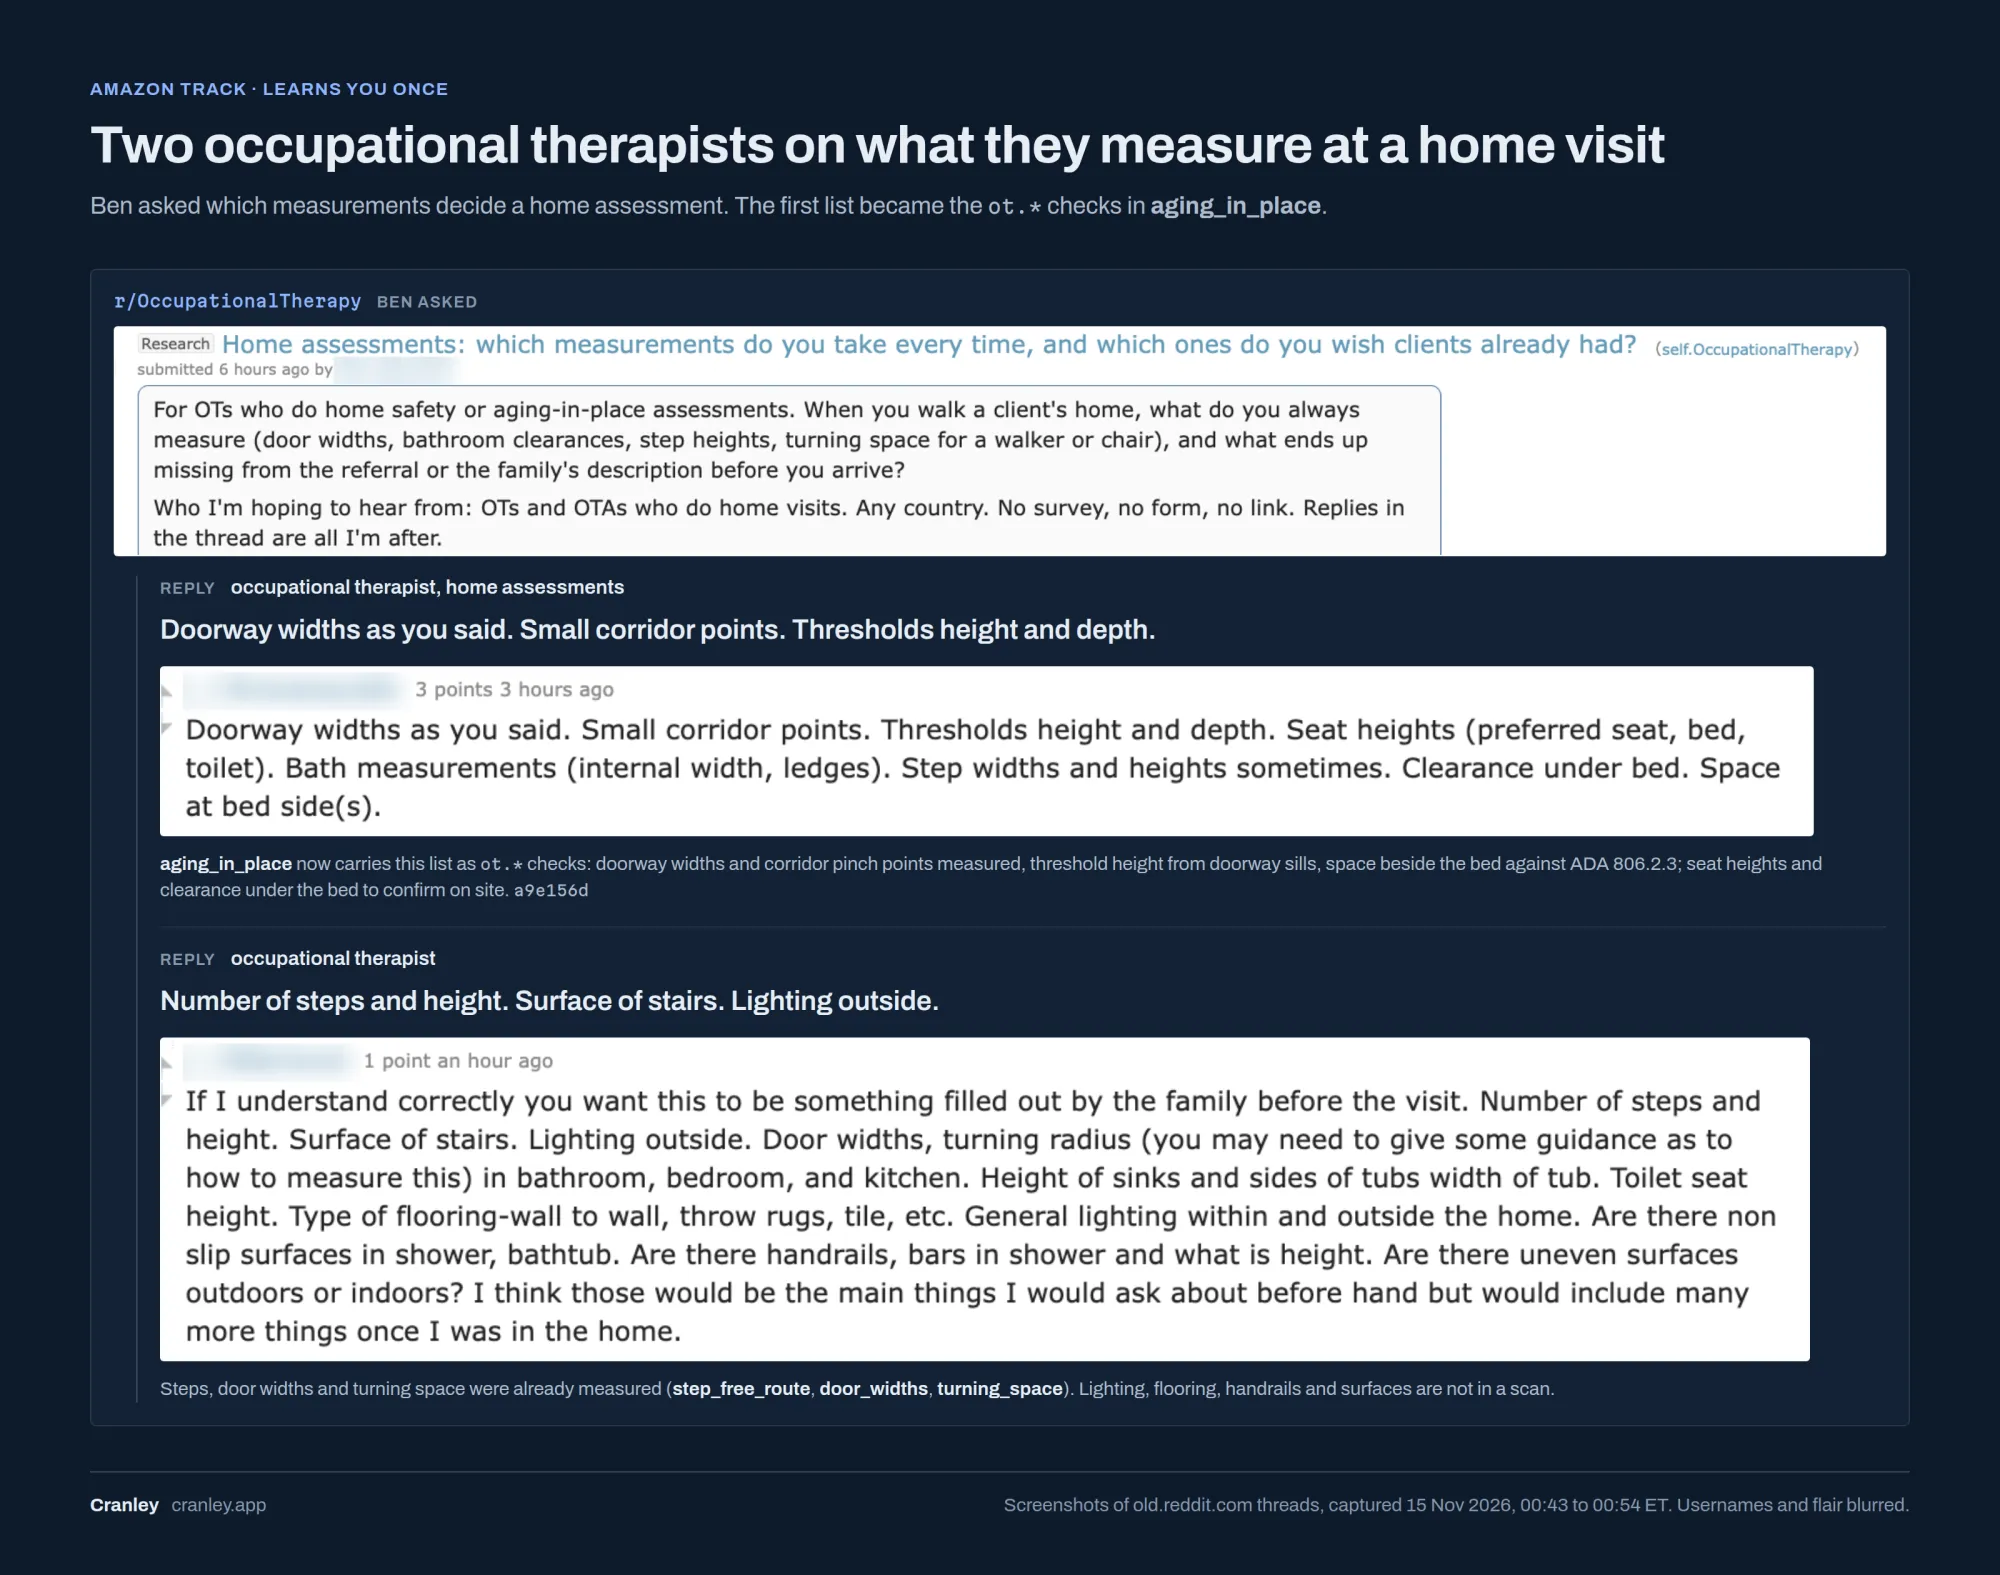 AMAZON TRACK · LEARNS YOU ONCE
Two occupational therapists on what they measure at a home visit
Ben asked which measurements decide a home assessment. The first list became the ot.* checks in aging_in_place.
r/OccupationalTherapy BEN ASKED
Research Home assessments: which measurements do you take every time, and which ones do you wish clients already had? (self.OccupationalTherapy)
submitted 6 hours ago by
For OTs who do home safety or aging-in-place assessments. When you walk a client's home, what do you always
measure (door widths, bathroom clearances, step heights, turning space for a walker or chair), and what ends up
missing from the referral or the family's description before you arrive?
Who I'm hoping to hear from: OTs and OTAs who do home visits. Any country. No survey, no form, no link. Replies in
the thread are all I'm after.
REPLY occupational therapist, home assessments
Doorway widths as you said. Small corridor points. Thresholds height and depth.
3 points 3 hours ago
Doorway widths as you said. Small corridor points. Thresholds height and depth. Seat heights (preferred seat, bed,
toilet). Bath measurements (internal width, ledges). Step widths and heights sometimes. Clearance under bed. Space
at bed side(s).
aging_in_place now carries this list as ot.* checks: doorway widths and corridor pinch points measured, threshold height from doorway sills, space beside the bed against ADA 806.2.3; seat heights and
clearance under the bed to confirm on site. a9e156d
REPLY occupational therapist
Number of steps and height. Surface of stairs. Lighting outside.
1 point an hour ago
If I understand correctly you want this to be something filled out by the family before the visit. Number of steps and
height. Surface of stairs. Lighting outside. Door widths, turning radius (you may need to give some guidance as to
how to measure this) in bathroom, bedroom, and kitchen. Height of sinks and sides of tubs width of tub. Toilet seat
height. Type of flooring-wall to wall, throw rugs, tile, etc. General lighting within and outside the home. Are there non
slip surfaces in shower, bathtub. Are there handrails, bars in shower and what is height. Are there uneven surfaces
outdoors or indoors? I think those would be the main things I would ask about before hand but would include many
more things once I was in the home.
Steps, door widths and turning space were already measured (step_free_route, door_widths, turning_space). Lighting, flooring, handrails and surfaces are not in a scan.
Cranley cranley.app
Screenshots of old.reddit.com threads, captured 15 Nov 2026, 00:43 to 00:54 ET. Usernames and flair blurred.